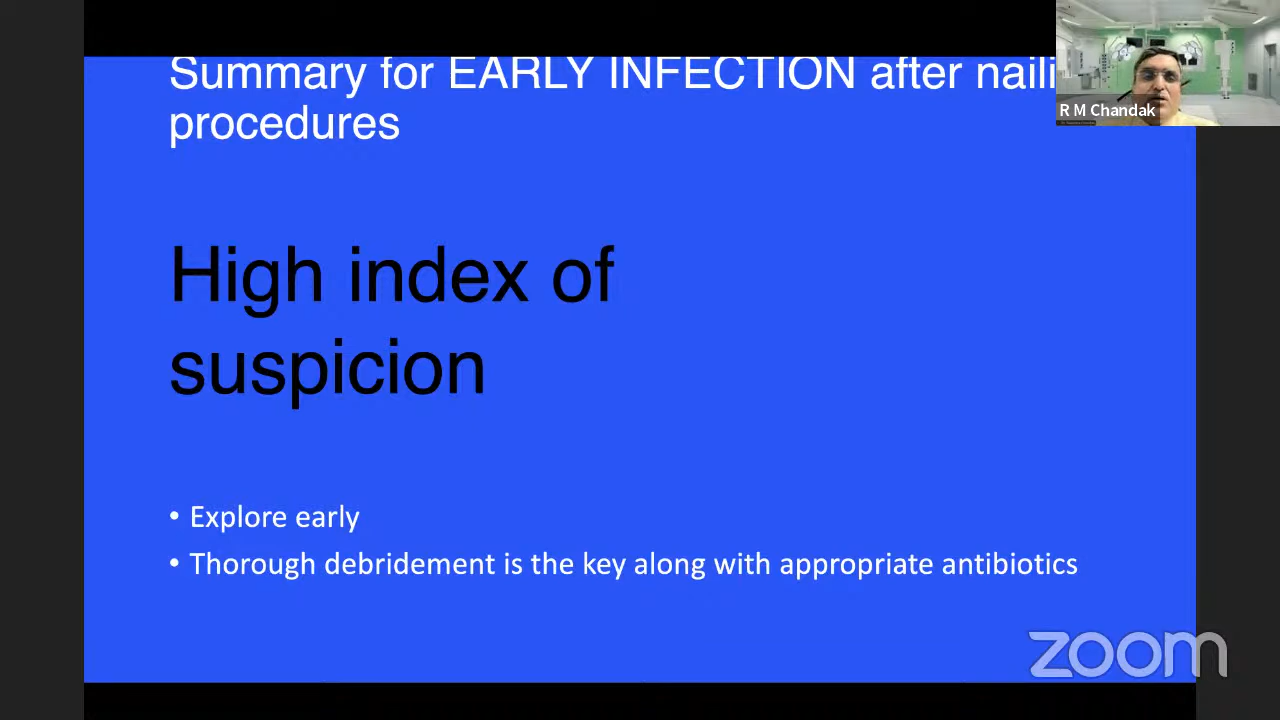 Summary for EARLY INFECTION after naili
procedures
R M Chandak
High index of
suspicion
• Explore early
• Thorough debridement is the key along with appropriate antibiotics
zoom